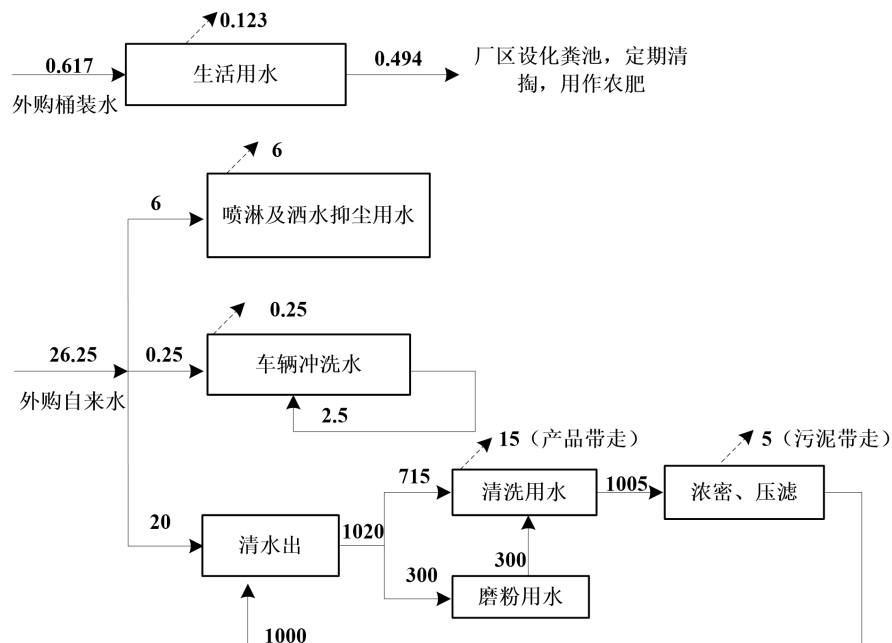 0.123
0.617
生活用水
0.494
厂区设化粪池，定期清
掏，用作农肥
外购桶装水
6
6
喷淋及洒水抑尘用水
0.25
26.25
0.25
车辆冲洗水
外购自来水
2.5
15（产品带走）
5（污泥带走）
715
清洗用水
1005
浓密、压滤
20
清水出
1020
300
300
磨粉用水
1000